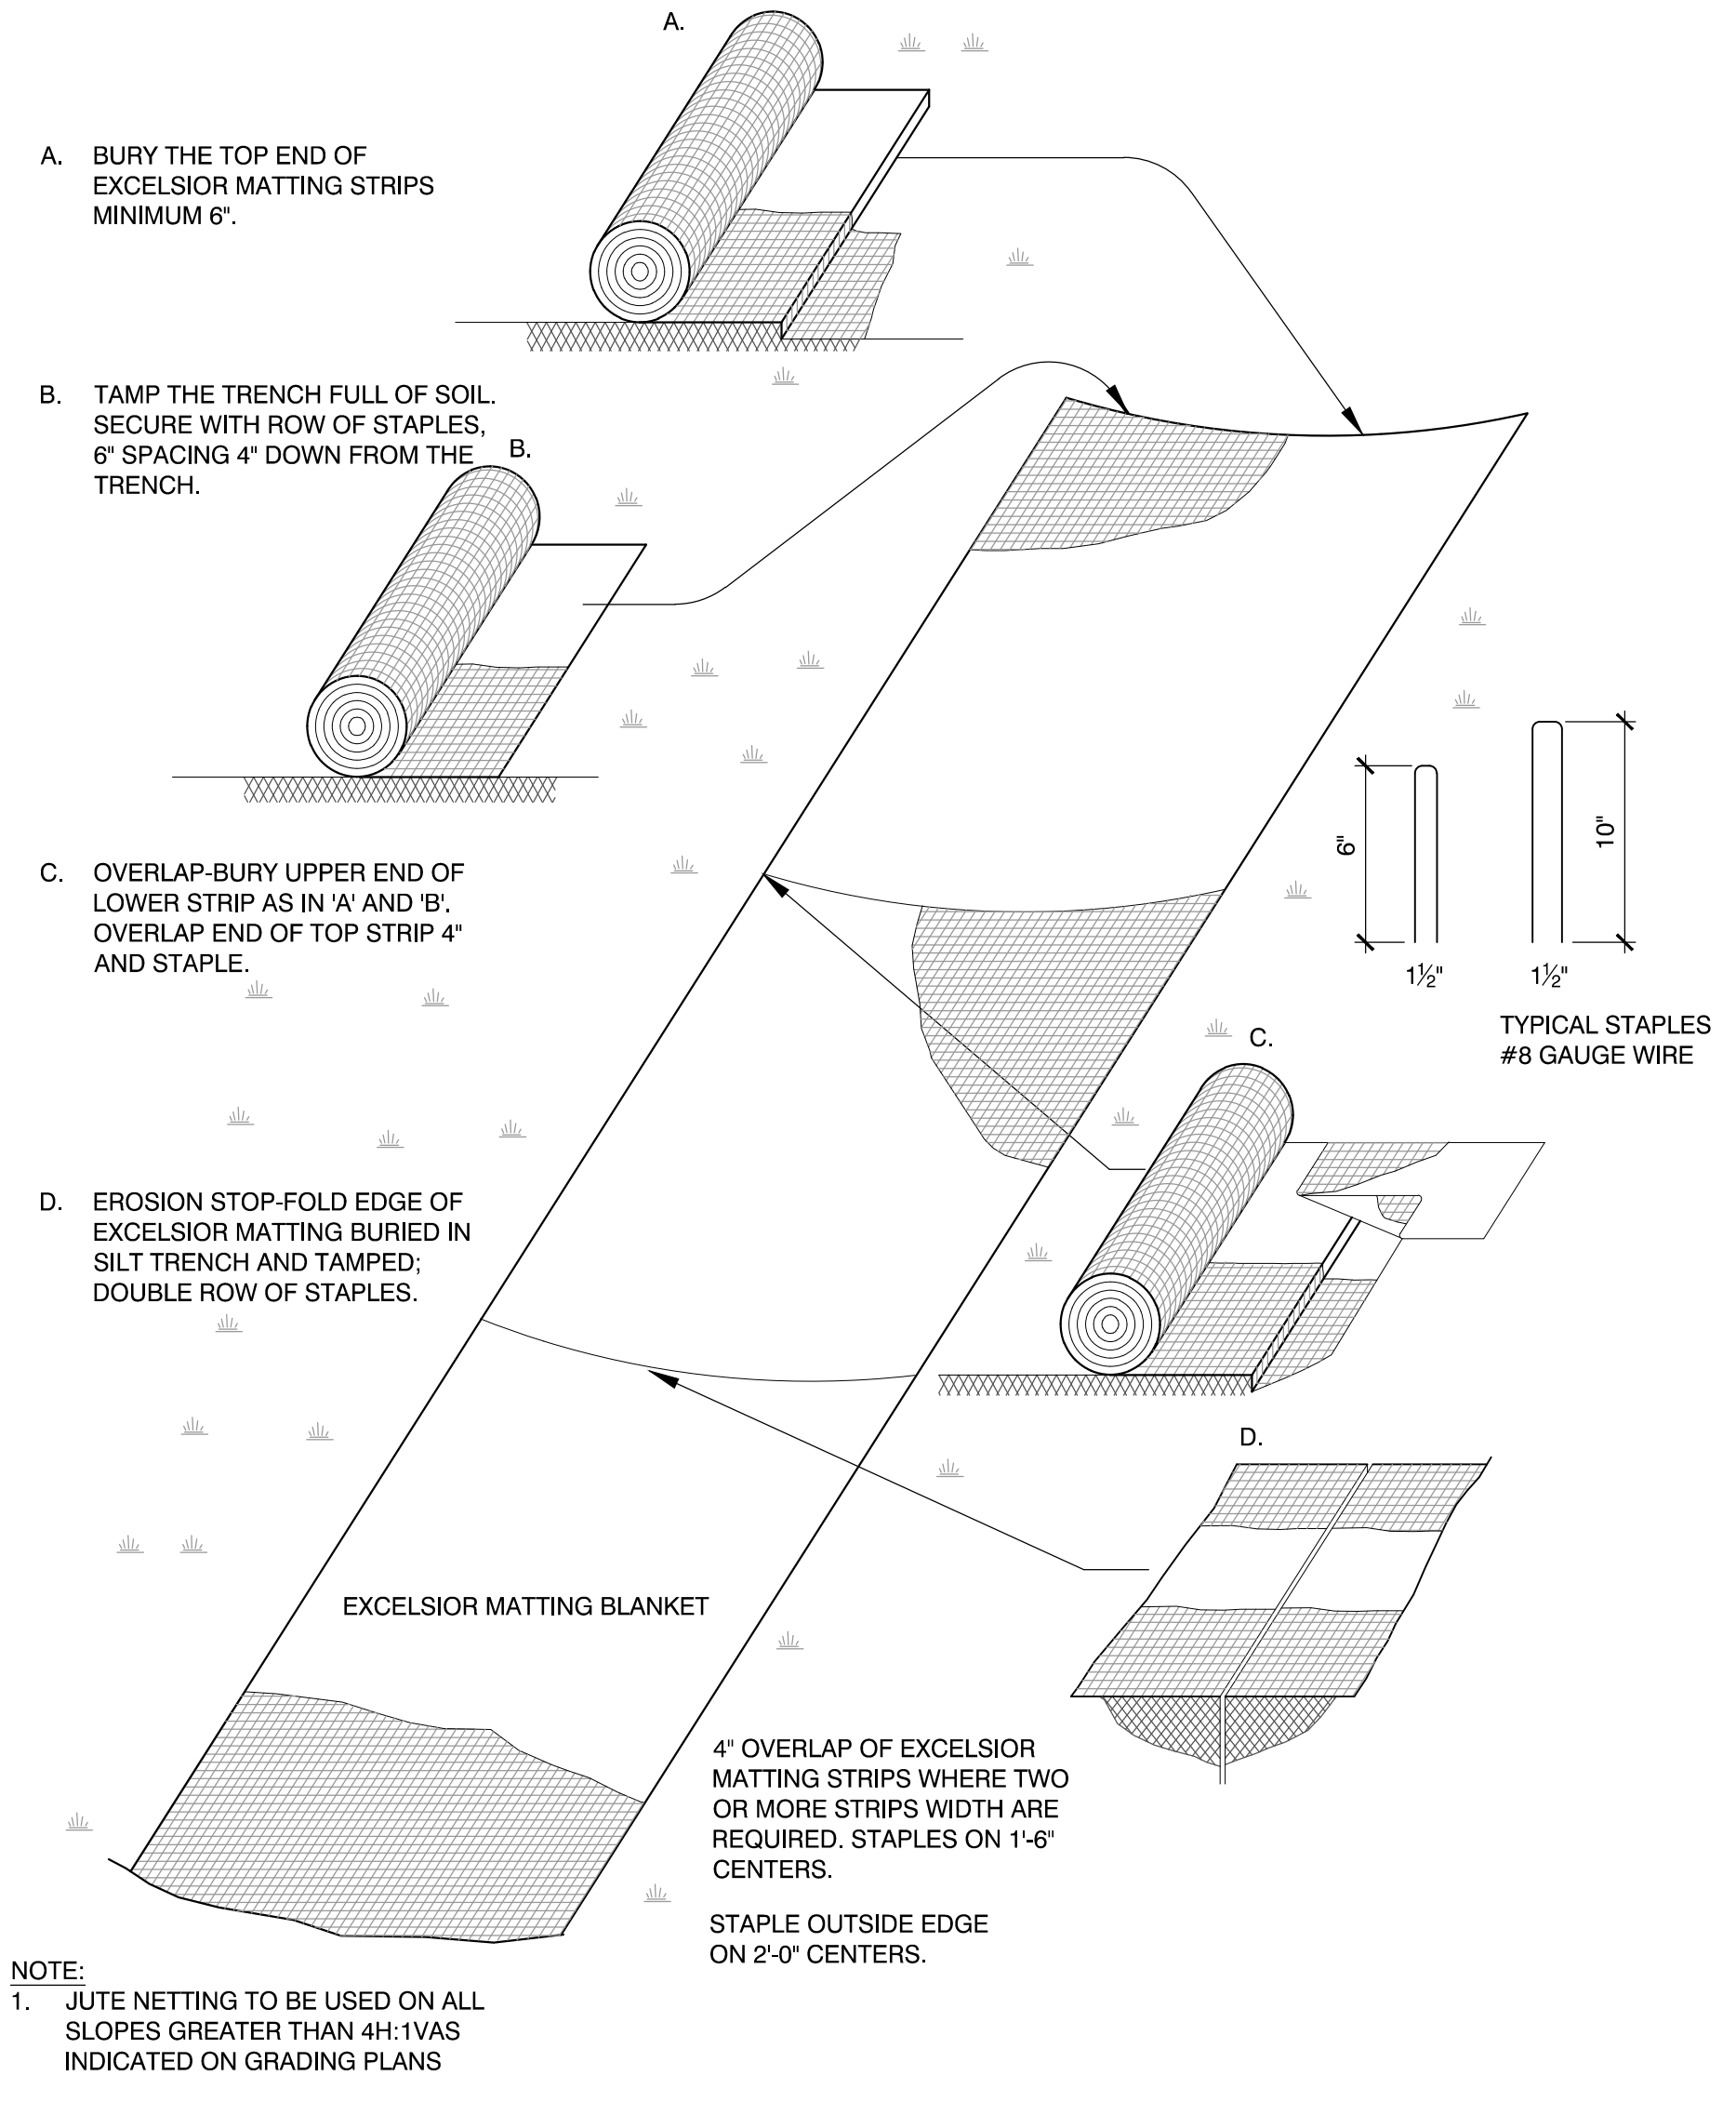 A.
A. BURY THE TOP END OF
EXCELSIOR MATTING STRIPS
MINIMUM 6".
B. TAMP THE TRENCH FULL OF SOIL.
SECURE WITH ROW OF STAPLES,
6" SPACING 4" DOWN FROM THE
TRENCH.
B.
C. OVERLAP-BURY UPPER END OF
LOWER STRIP AS IN 'A' AND 'B'.
OVERLAP END OF TOP STRIP 4"
AND STAPLE.
6"
10"
1½"
1½"
TYPICAL STAPLES
#8 GAUGE WIRE
C.
D. EROSION STOP-FOLD EDGE OF
EXCELSIOR MATTING BURIED IN
SILT TRENCH AND TAMPED;
DOUBLE ROW OF STAPLES.
D.
EXCELSIOR MATTING BLANKET
4" OVERLAP OF EXCELSIOR
MATTING STRIPS WHERE TWO
OR MORE STRIPS WIDTH ARE
REQUIRED. STAPLES ON 1'-6"
CENTERS.
STAPLE OUTSIDE EDGE
ON 2'-0" CENTERS.
NOTE:
1. JUTE NETTING TO BE USED ON ALL
SLOPES GREATER THAN 4H:1VAS
INDICATED ON GRADING PLANS